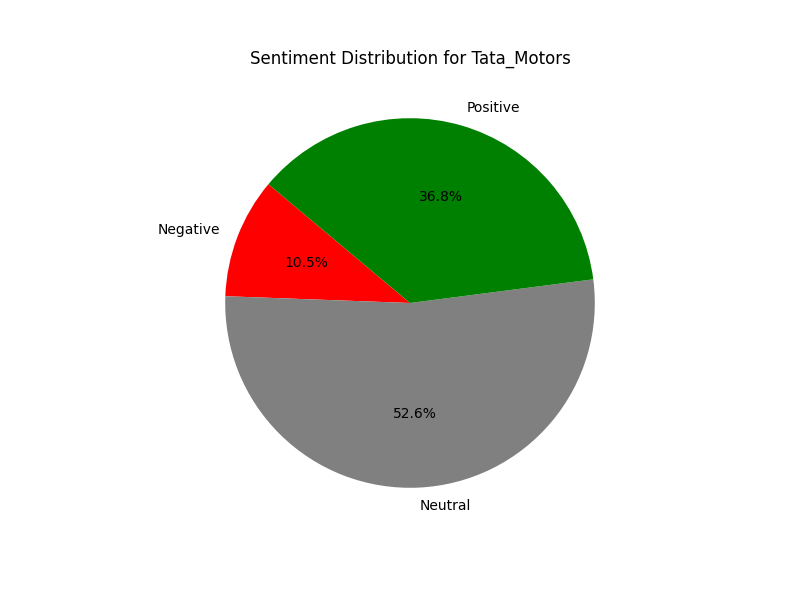 Sentiment Distribution for Tata_Motors
Positive
36.8%
Negative
10.5%
52.6%
Neutral